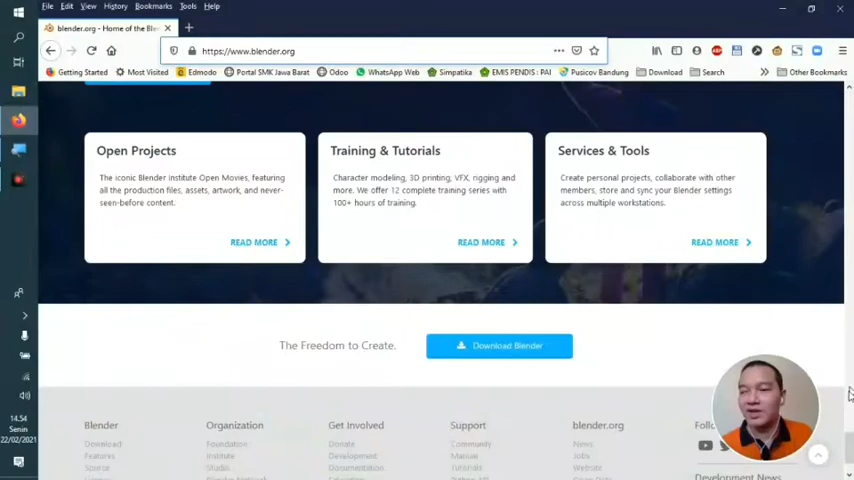 File Edit View History Bookmarks Tools Help
blender.org - Home of the Blen
https://www.blender.org
Getting Started Most Visited Edmodo Portal SMK Jawa Barat Odoo WhatsApp Web Simpatika EMIS PENDIS : PAI Pusicov Bandung Download Search Other Bookmarks
Open Projects
The iconic Blender Institute Open Movies, featuring
all the production files, assets, artwork, and never-
seen-before content.
READ MORE
Training & Tutorials
Character modeling, 3D printing, VFX, rigging and
more. We offer 12 complete training series with
100+ hours of training.
READ MORE
Services & Tools
Create personal projects, collaborate with other
members, store and sync your Blender settings
across multiple workstations.
READ MORE
The Freedom to Create.
Download Blender
Blender
Download
Features
Source
Organization
Foundation
Institute
Studio
Get Involved
Donate
Development
Documentation
Support
Community
Manual
Tutorials
blender.org
News
Jobs
Website
Development News
14.54
Senin
22/02/2021